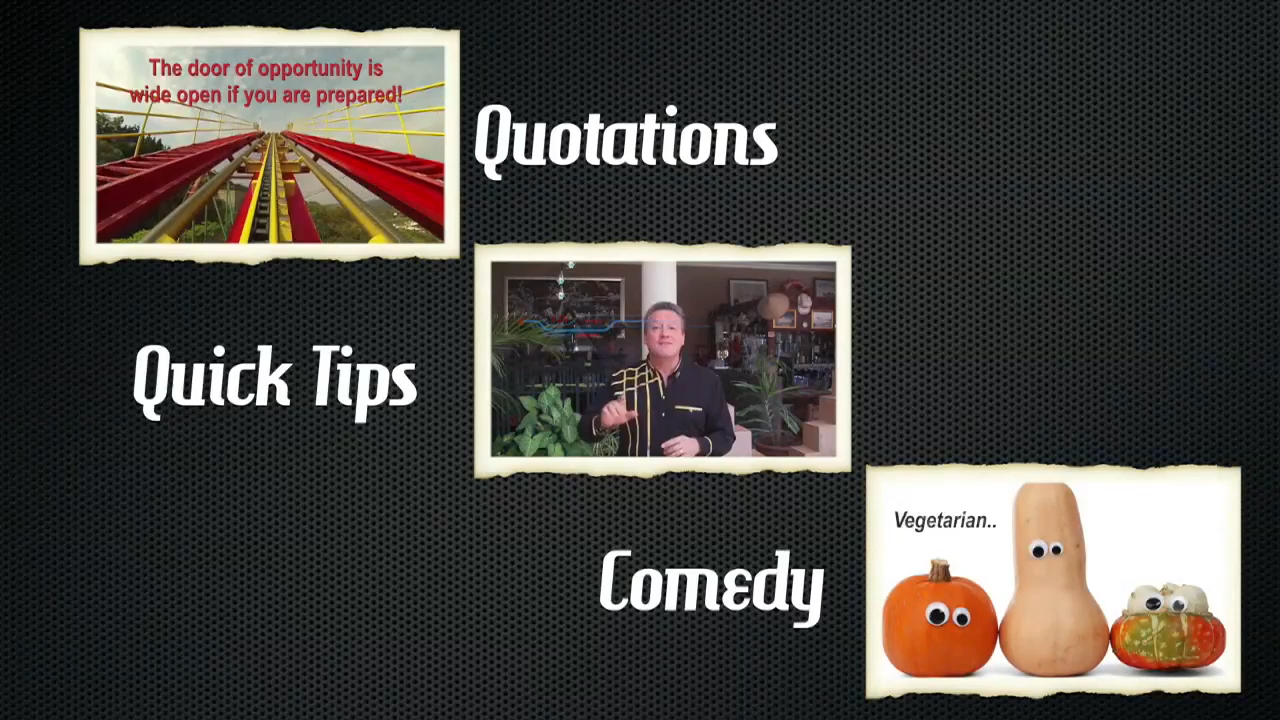 The door of opportunity is
wide open if you are prepared!
Quotations
Quick Tips
Vegetarian..
Comedy